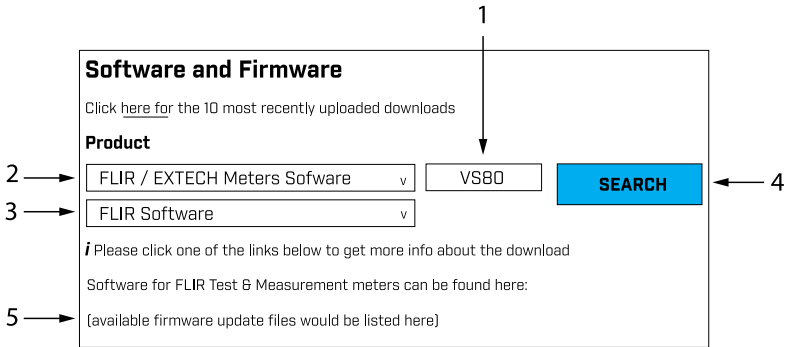 1
Software and Firmware
Click here for the 10 most recently uploaded downloads
Product
2 FLIR / EXTECH Meters Sofware v VS80 SEARCH 4
3 FLIR Software v
i Please click one of the links below to get more info about the download
Software for FLIR Test & Measurement meters can be found here:
5 (available firmware update files would be listed here)